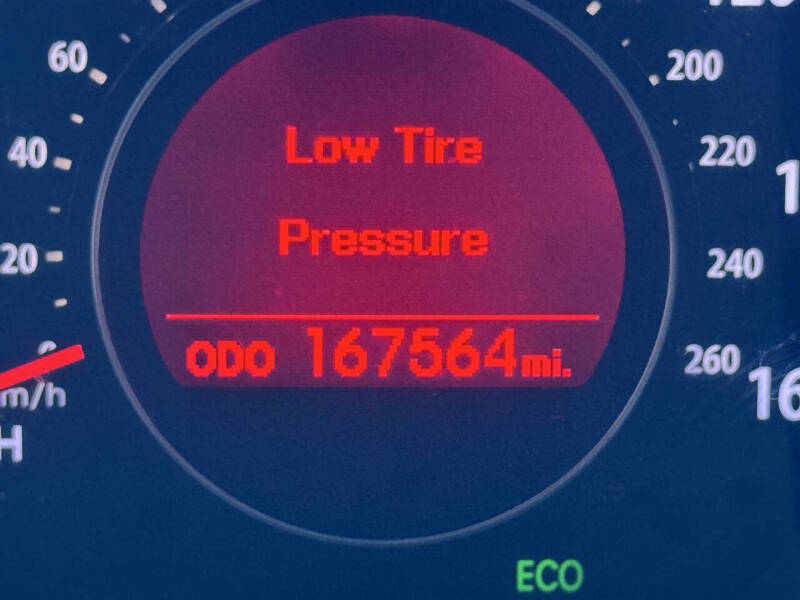 60
200
40
Low Tire
220
Pressure
20
240
ODO 167564mi.
260
m/h
H
ECO